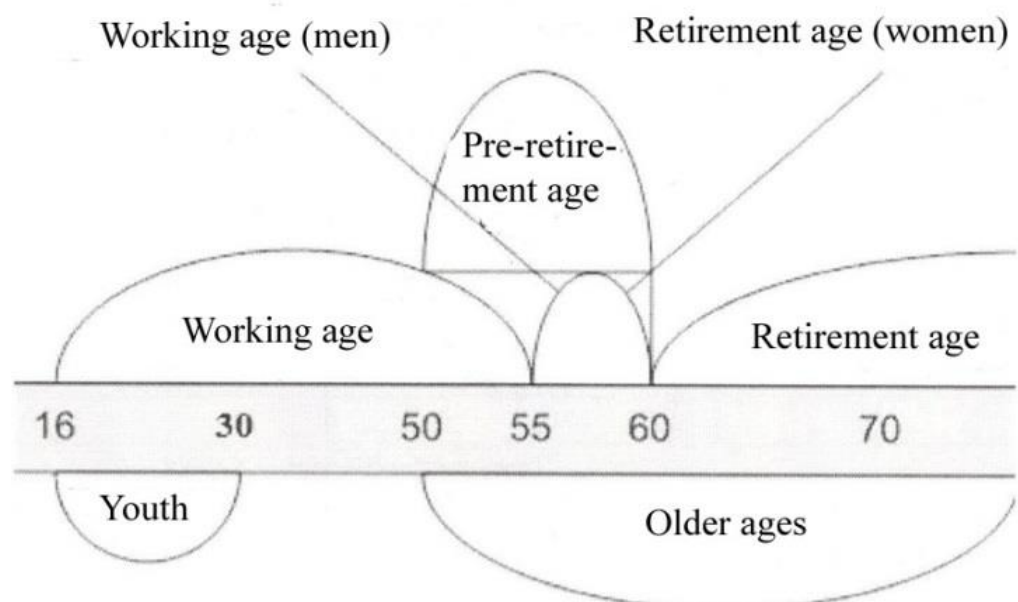 Working age (men)
Retirement age (women)
Pre-retire-
ment age
Working age
Retirement age
16 30 50 55 60 70
Youth
Older ages